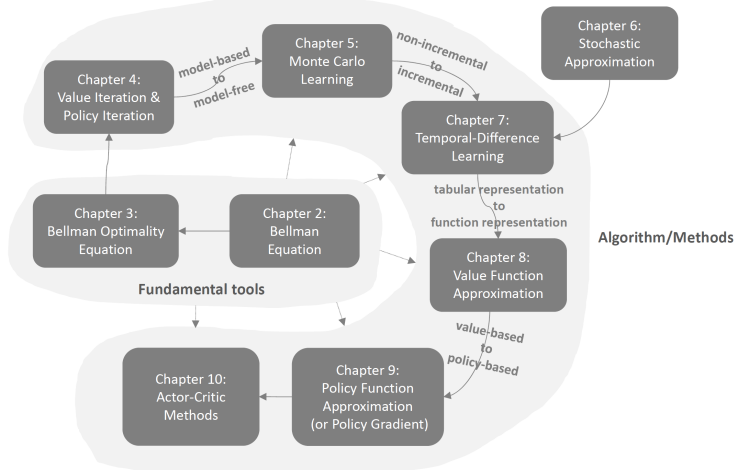 Chapter 6:
Stochastic
Approximation
Chapter 5:
Monte Carlo
Learning
non-incremental
to
incremental
model-based
to
model-free
Chapter 4:
Value Iteration &
Policy Iteration
Chapter 7:
Temporal-Difference
Learning
tabular representation
to
function representation
Chapter 3:
Bellman Optimality
Equation
Chapter 2:
Bellman
Equation
Algorithm/Methods
Chapter 8:
Value Function
Approximation
Fundamental tools
value-based
to
policy-based
Chapter 10:
Actor-Critic
Methods
Chapter 9:
Policy Function
Approximation
(or Policy Gradient)